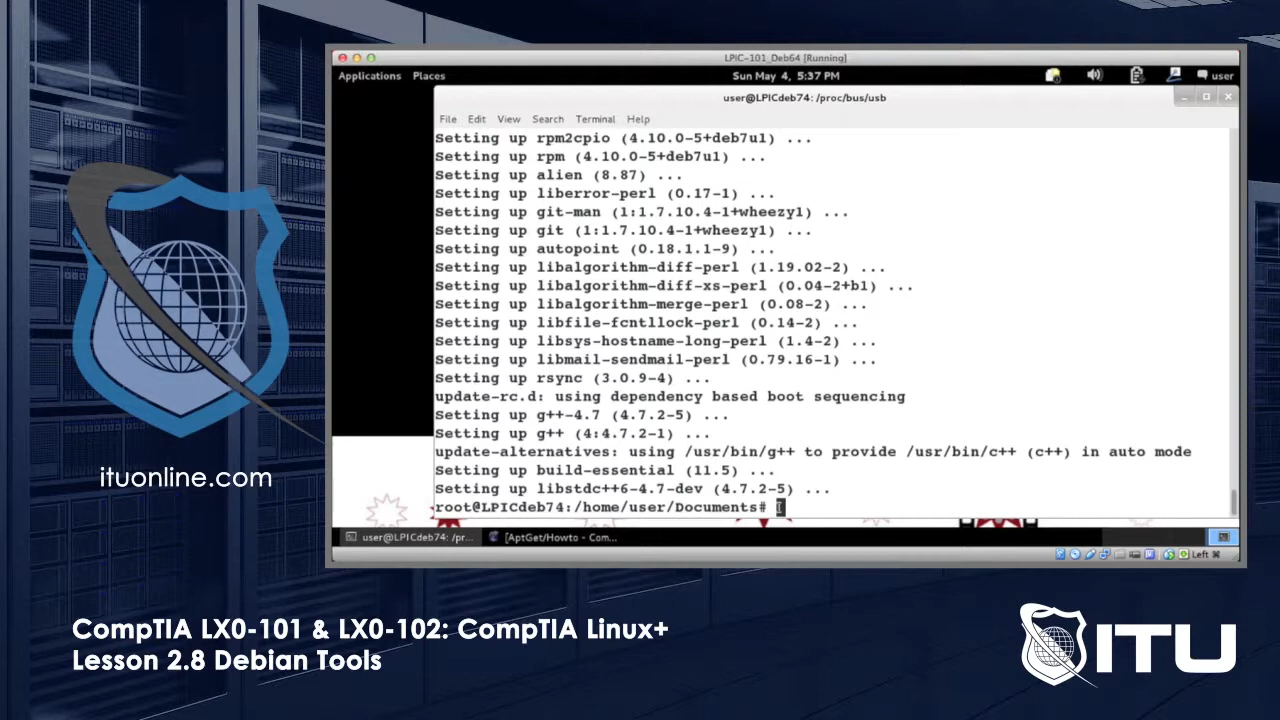 LPIC-101_Deb64 [Running]
Applications Places
Sun May 4, 5:37 PM
user
user@LPICdeb74: /proc/bus/usb
File Edit View Search Terminal Help
Setting up rpm2cpio (4.10.0-5+deb7u1) ...
Setting up rpm (4.10.0-5+deb7u1) ...
Setting up alien (8.87) ...
Setting up liberror-perl (0.17-1) ...
Setting up git-man (1:1.7.10.4-1+wheezy1) ...
Setting up git (1:1.7.10.4-1+wheezy1) ...
Setting up autopoint (0.18.1.1-9) ...
Setting up libalgorithm-diff-perl (1.19.02-2) ...
Setting up libalgorithm-diff-xs-perl (0.04-2+b1) ...
Setting up libalgorithm-merge-perl (0.08-2) ...
Setting up libfile-fcntllock-perl (0.14-2) ...
Setting up libsys-hostname-long-perl (1.4-2) ...
Setting up libmail-sendmail-perl (0.79.16-1) ...
Setting up rsync (3.0.9-4) ...
update-rc.d: using dependency based boot sequencing
Setting up g++-4.7 (4.7.2-5) ...
Setting up g++ (4:4.7.2-1) ...
update-alternatives: using /usr/bin/g++ to provide /usr/bin/c++ (c++) in auto mode
Setting up build-essential (11.5) ...
Setting up libstdc++6-4.7-dev (4.7.2-5) ...
root@LPICdeb74:/home/user/Documents#
user@LPICdeb74: /pr...
[AptGet/Howto - Com...
Left ⌘
ituonline.com
CompTIA LX0-101 & LX0-102: CompTIA Linux+
Lesson 2.8 Debian Tools
ITU